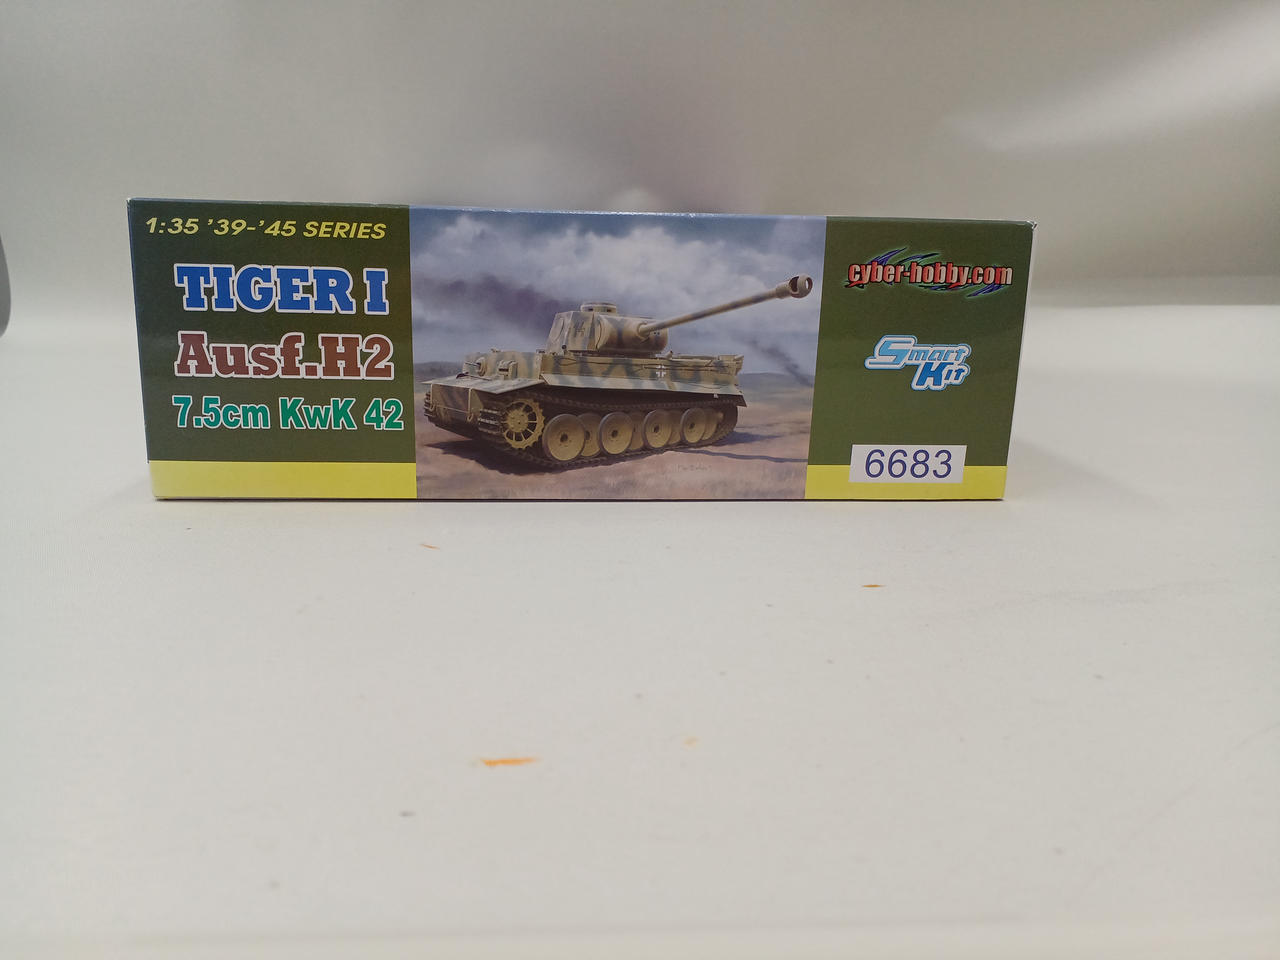 1:35 '39-'45 SERIES
TIGER I
Ausf.H2
7.5cm KwK 42
cyber-hobby.com
Smart
Kit
6683